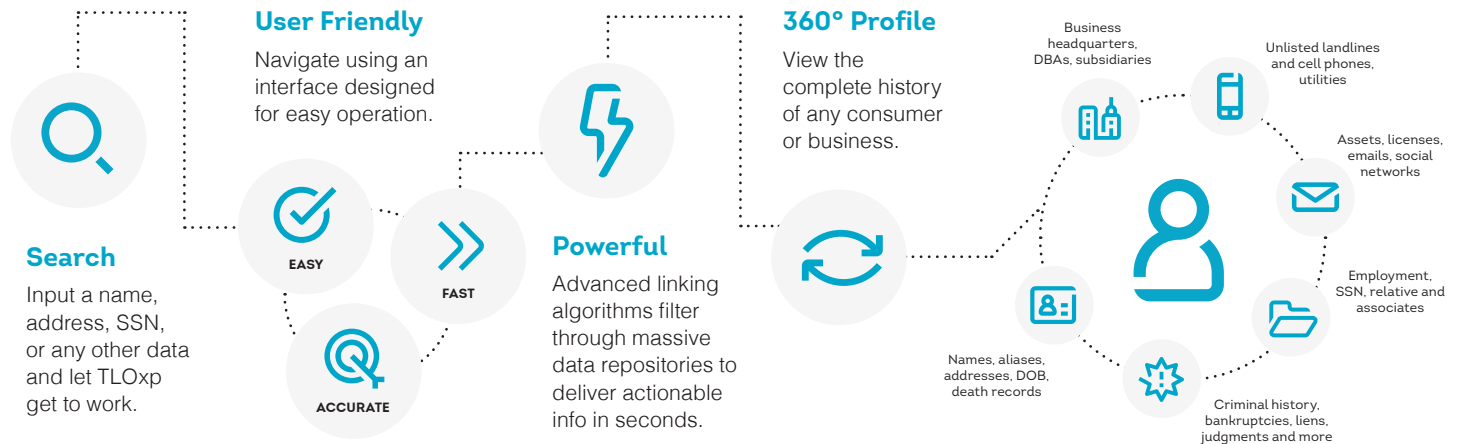 Search
Input a name,
address, SSN,
or any other data
and let TLOxp
get to work.
User Friendly
Navigate using an
interface designed
for easy operation.
EASY
FAST
ACCURATE
Powerful
Advanced linking
algorithms filter
through massive
data repositories to
deliver actionable
info in seconds.
360° Profile
View the
complete history
of any consumer
or business.
Business
headquarters,
DBAs, subsidiaries
Unlisted landlines
and cell phones,
utilities
Assets, licenses,
emails, social
networks
Employment,
SSN, relative and
associates
Criminal history,
bankruptcies, liens,
judgments and more
Names, aliases,
addresses, DOB,
death records